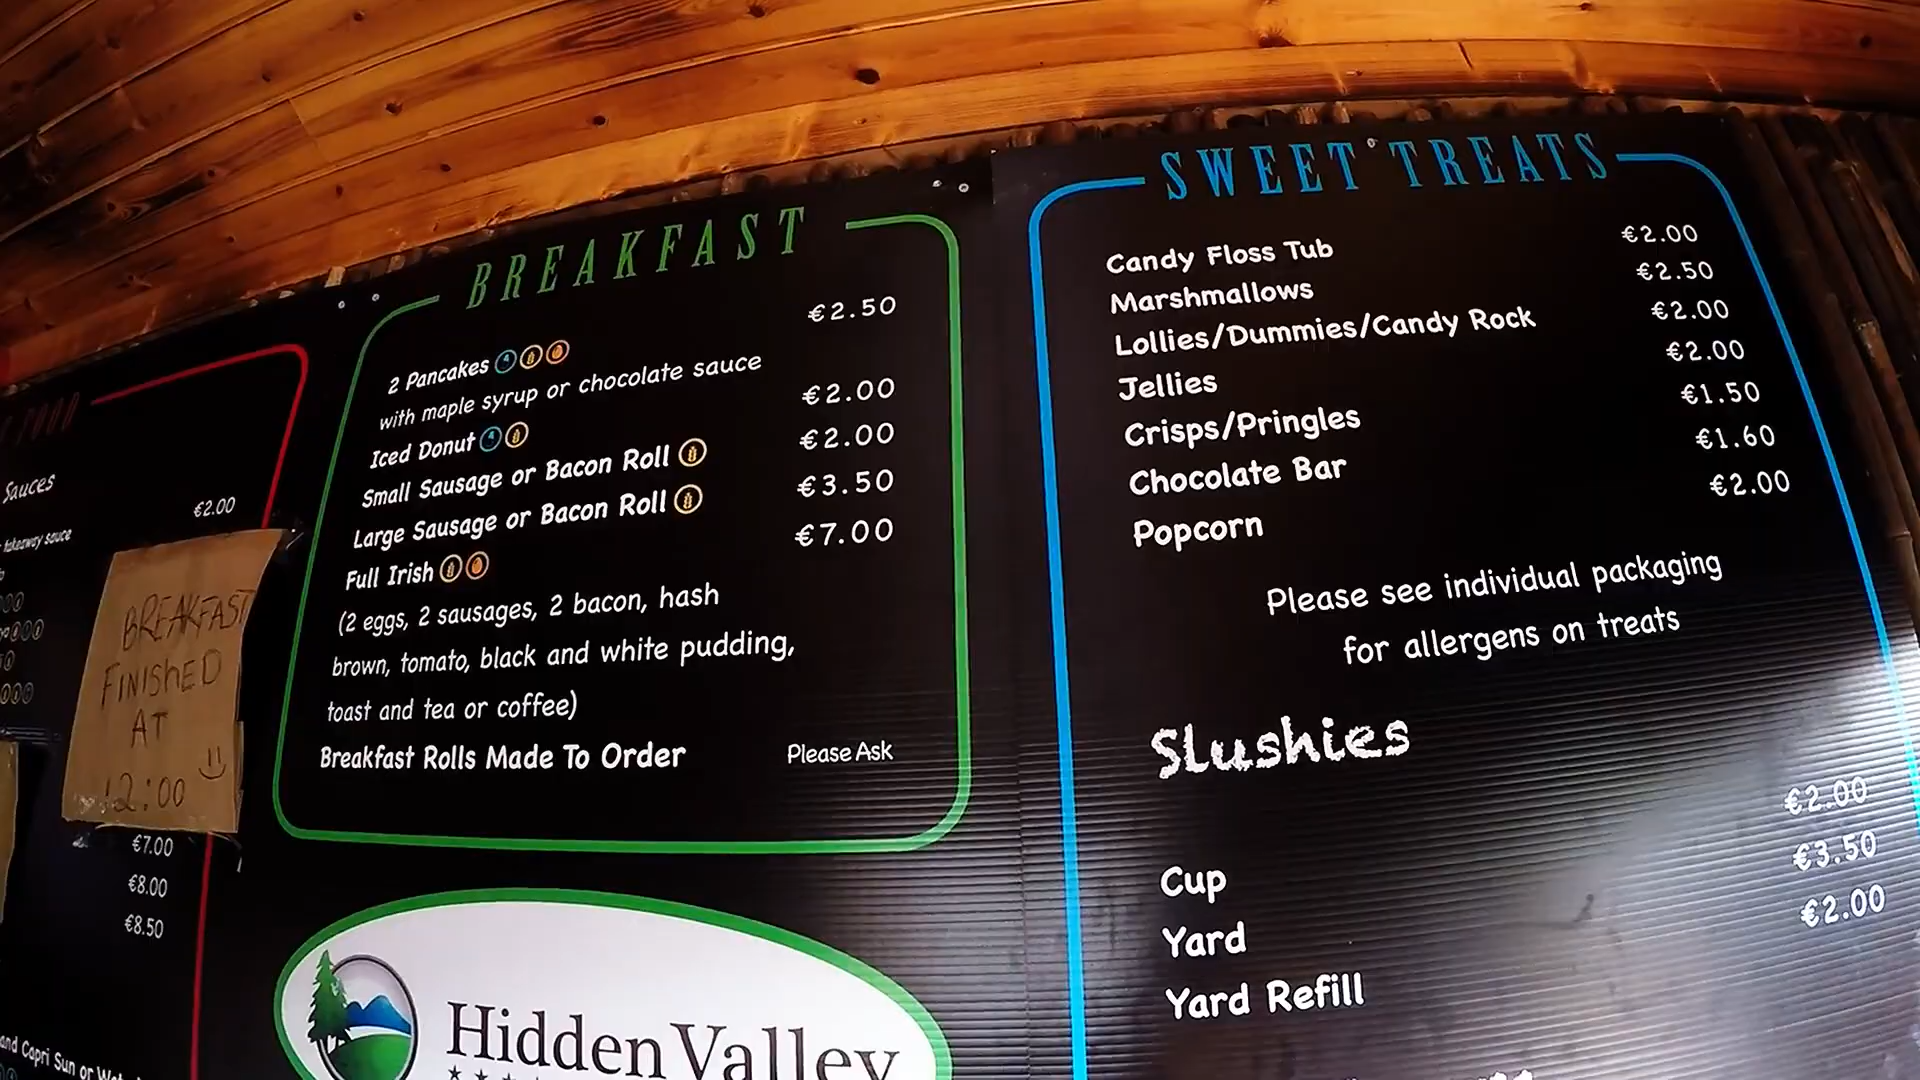 Sauces
€2.00
takeaway sauce
BREAKFAST
FINISHED
AT
12:00
€7.00
€8.00
€8.50
and Capri Sun or
BREAKFAST
2 Pancakes €2.50
with maple syrup or chocolate sauce
Iced Donut €2.00
Small Sausage or Bacon Roll €2.00
Large Sausage or Bacon Roll €3.50
Full Irish €7.00
(2 eggs, 2 sausages, 2 bacon, hash
brown, tomato, black and white pudding,
toast and tea or coffee)
Breakfast Rolls Made To Order Please Ask
Hidden Valley
SWEET TREATS
Candy Floss Tub €2.00
Marshmallows €2.50
Lollies/Dummies/Candy Rock €2.00
Jellies €2.00
Crisps/Pringles €1.50
Chocolate Bar €1.60
Popcorn €2.00
Please see individual packaging
for allergens on treats
Slushies
Cup €2.00
Yard €3.50
Yard Refill €2.00